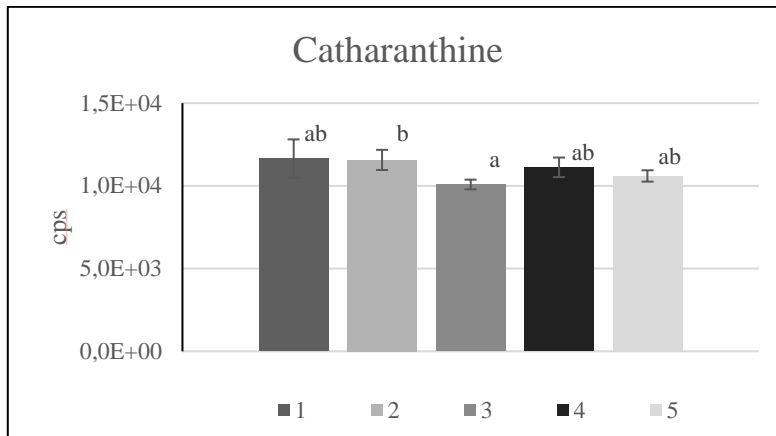 Catharanthine
1,5E+04
1,0E+04
5,0E+03
0,0E+00
cps
ab
b
a
ab
ab
1 2 3 4 5